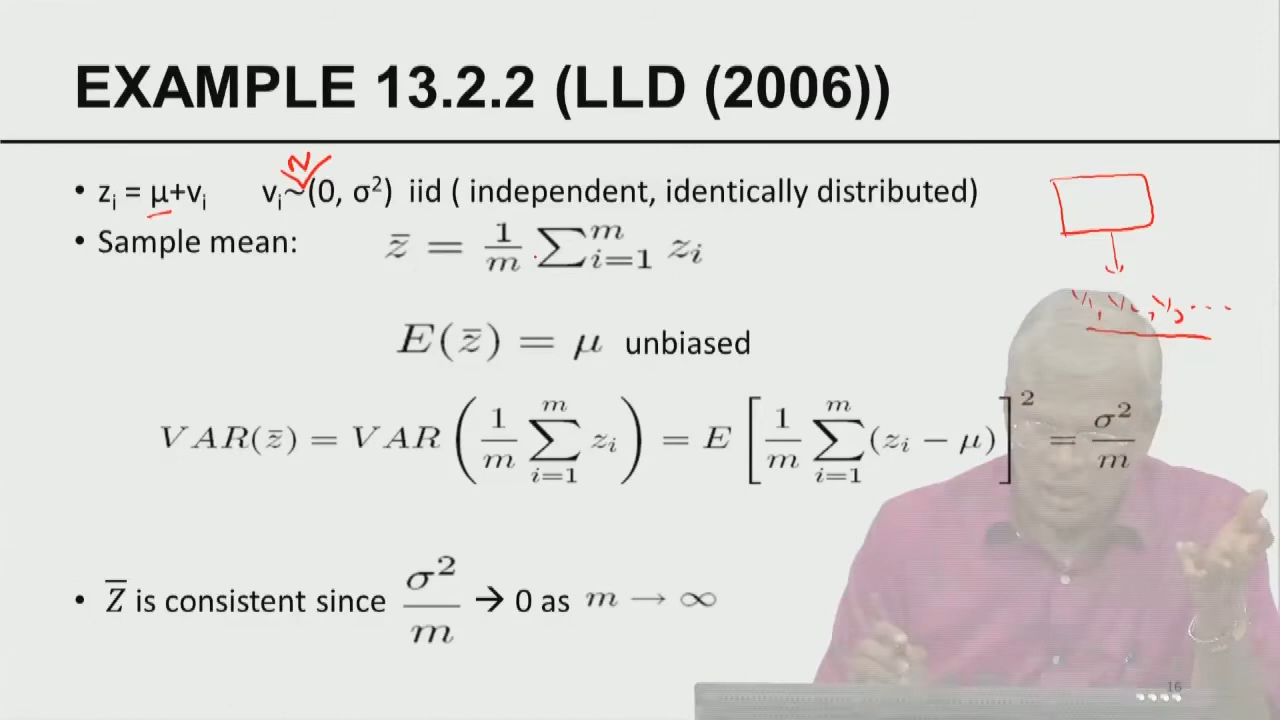 EXAMPLE 13.2.2 (LLD (2006))
• zᵢ = μ+vᵢ vᵢ~(0, σ²) iid ( independent, identically distributed)
N
• Sample mean: z̄ = 1/m ∑ᵢ₌₁ᵐ zᵢ
E(z̄) = μ unbiased
VAR(z̄) = VAR ( 1/m ∑ᵢ₌₁ᵐ zᵢ ) = E [ 1/m ∑ᵢ₌₁ᵐ (zᵢ − μ) ]² = σ²/m
• Z̄ is consistent since σ²/m → 0 as m → ∞
16